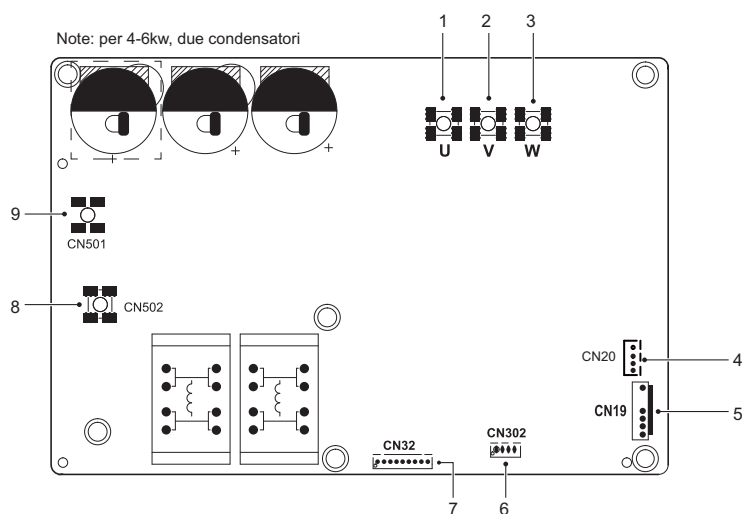 Note: per 4-6kw, due condensatori
1 2 3
+ + +
U V W
9
CN501
8
CN502
CN20 4
CN19 5
CN32
CN302
7 6